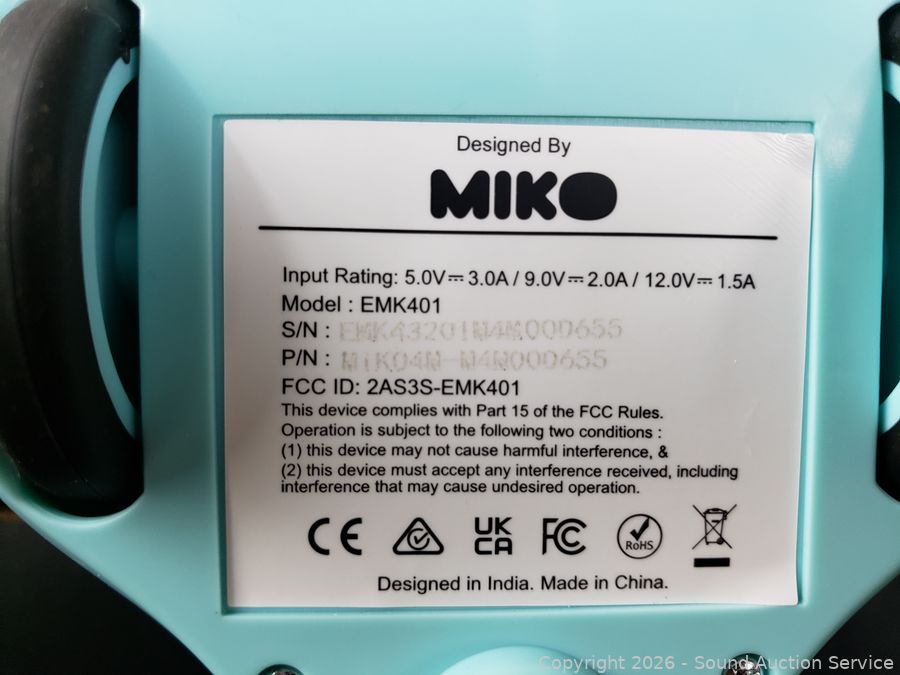 Designed By
MIKO
Input Rating: 5.0V⎓3.0A / 9.0V⎓2.0A / 12.0V⎓1.5A
Model : EMK401
S/N : EMK43201M4M000655
P/N : MIKO4M-M4M000655
FCC ID: 2AS3S-EMK401
This device complies with Part 15 of the FCC Rules.
Operation is subject to the following two conditions :
(1) this device may not cause harmful interference, &
(2) this device must accept any interference received, including
interference that may cause undesired operation.
CE UK CA FC RoHS
Designed in India. Made in China.
Copyright 2026 - Sound Auction Service